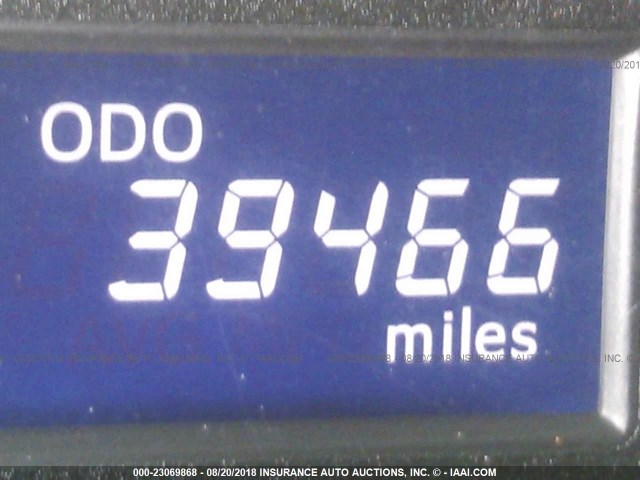 ODO
39466
miles
000-23069868 - 08/20/2018 INSURANCE AUTO AUCTIONS, INC. © - IAAI.COM